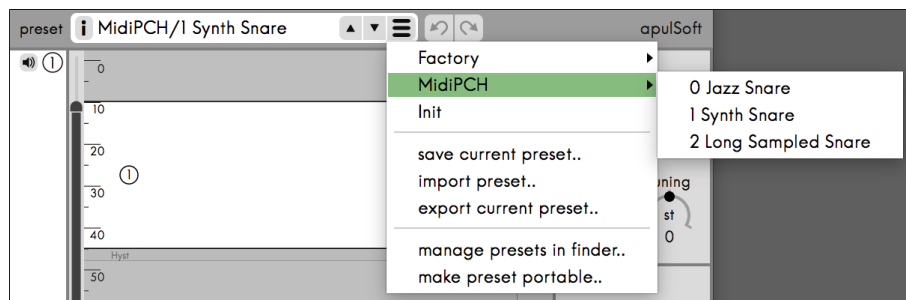 preset i MidiPCH/1 Synth Snare apulSoft
1
0
10
20
1
30
40
Hyst
50
Factory
MidiPCH
Init
save current preset..
import preset..
export current preset..
manage presets in finder..
make preset portable..
0 Jazz Snare
1 Synth Snare
2 Long Sampled Snare
st
0